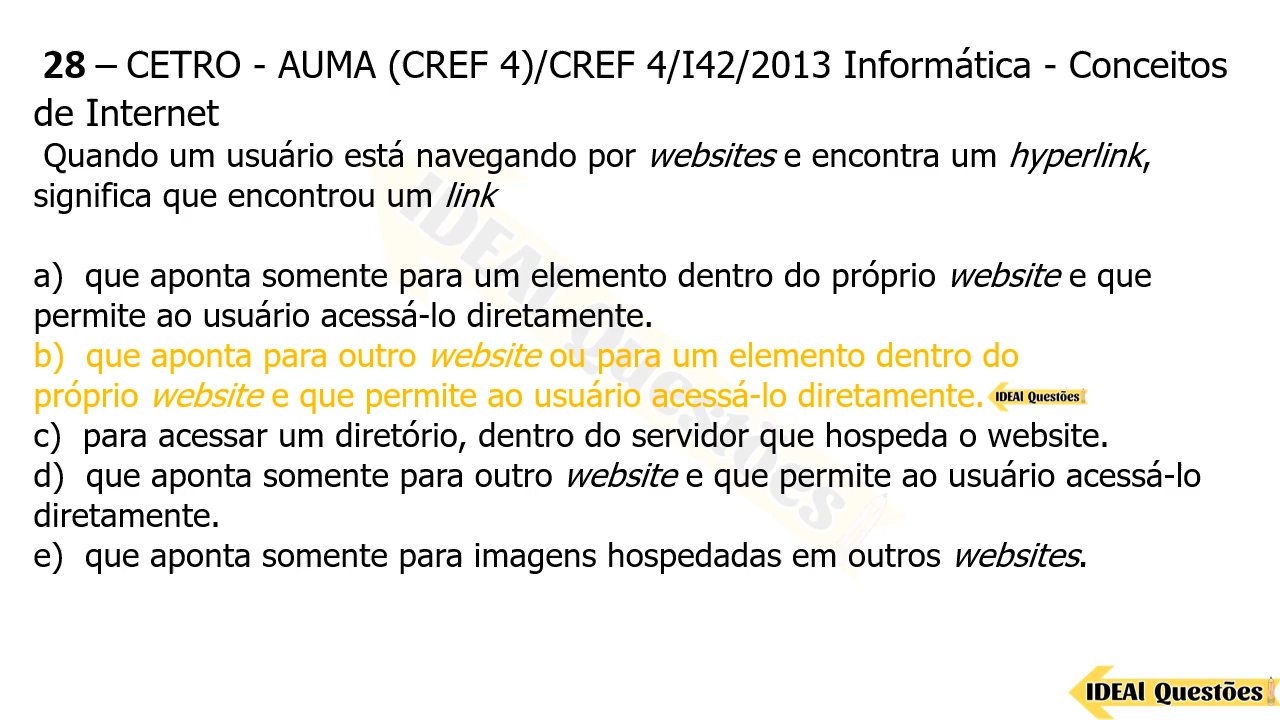 28 – CETRO - AUMA (CREF 4)/CREF 4/I42/2013 Informática - Conceitos
de Internet
Quando um usuário está navegando por websites e encontra um hyperlink,
significa que encontrou um link
a) que aponta somente para um elemento dentro do próprio website e que
permite ao usuário acessá-lo diretamente.
b) que aponta para outro website ou para um elemento dentro do
próprio website e que permite ao usuário acessá-lo diretamente. IDEAl Questões
c) para acessar um diretório, dentro do servidor que hospeda o website.
d) que aponta somente para outro website e que permite ao usuário acessá-lo
diretamente.
e) que aponta somente para imagens hospedadas em outros websites.
IDEAl Questões
IDEAl Questões